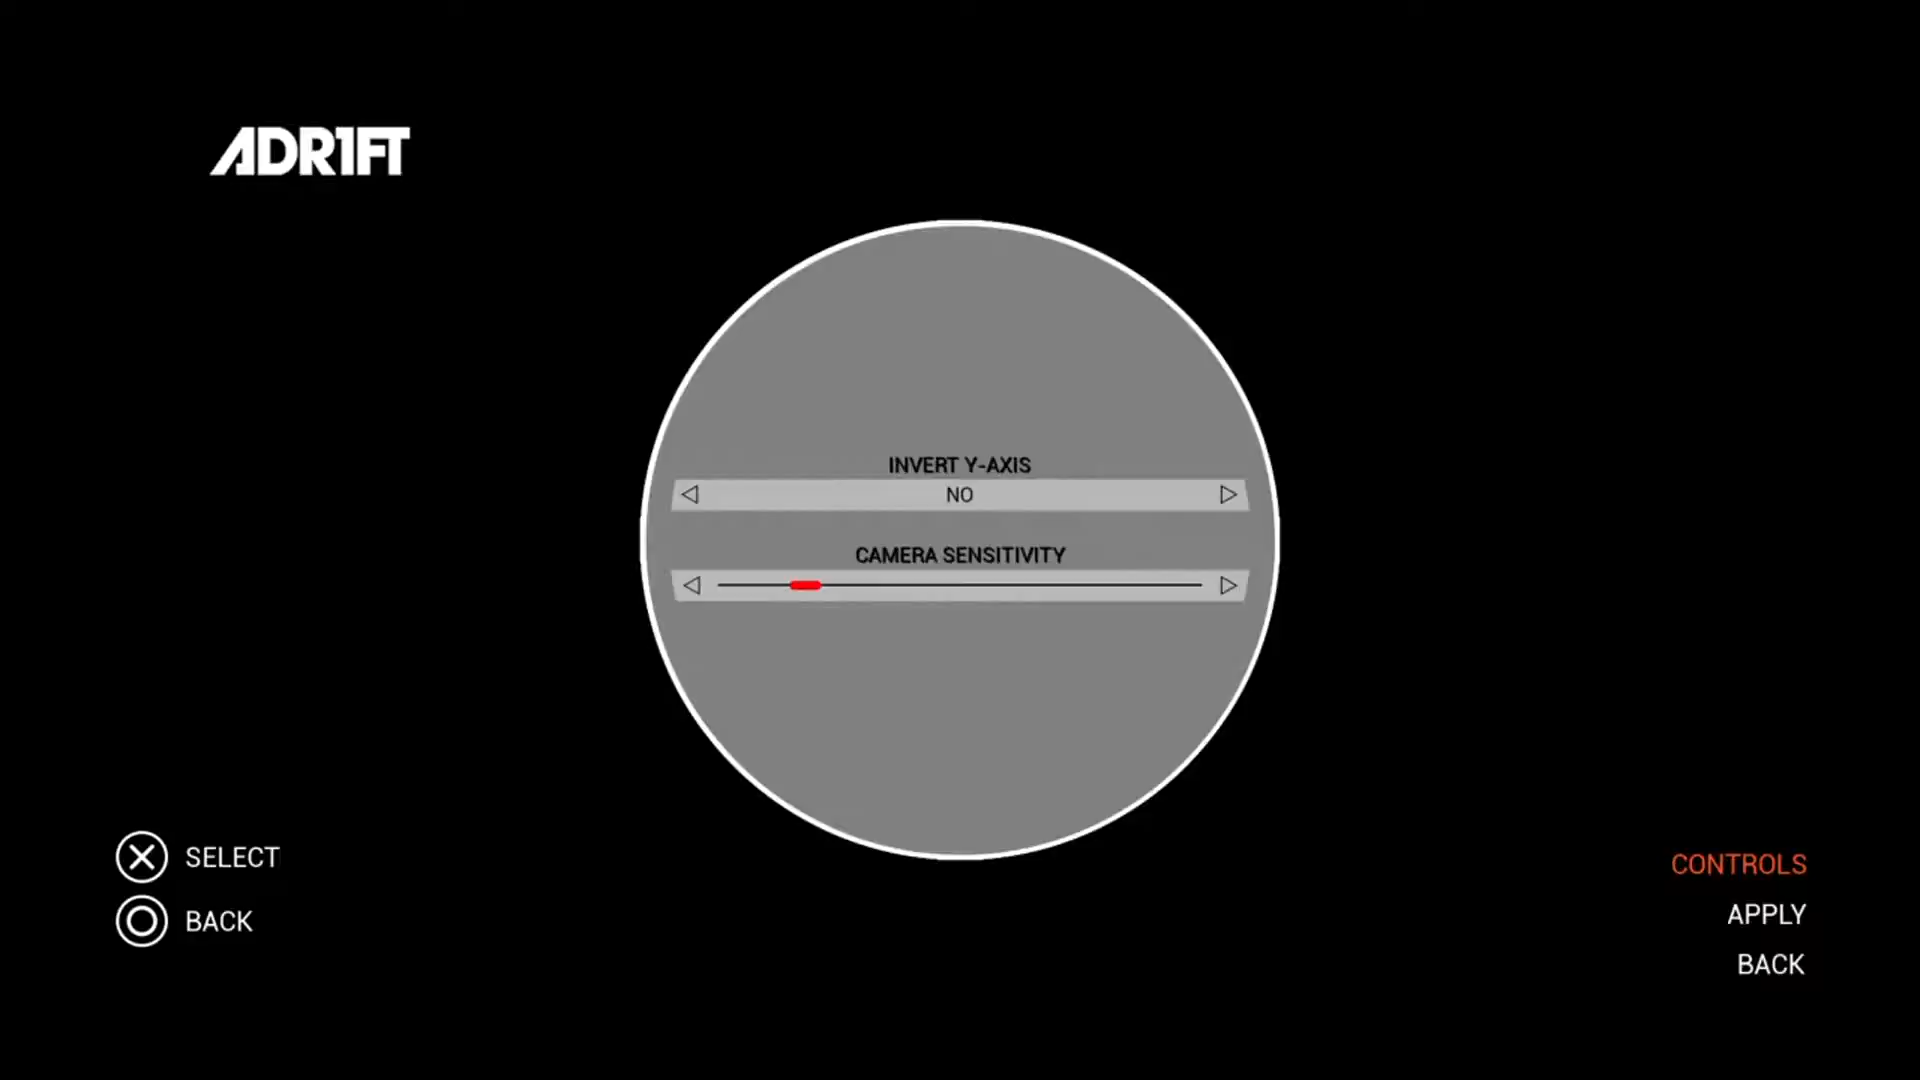 ADR1FT
INVERT Y-AXIS
NO
CAMERA SENSITIVITY
SELECT
BACK
CONTROLS
APPLY
BACK